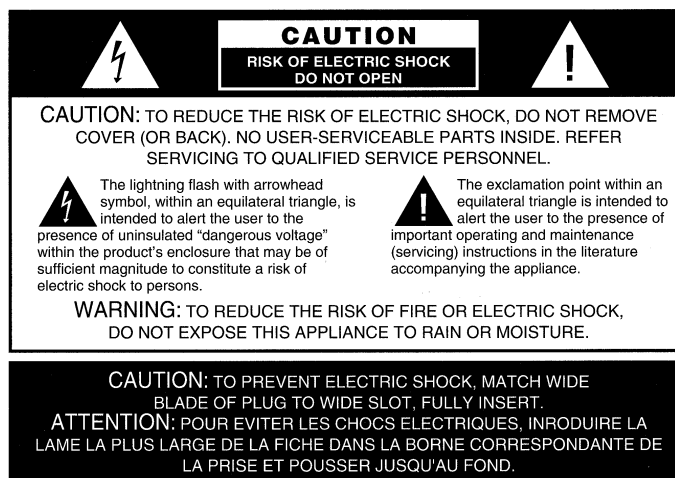 CAUTION
RISK OF ELECTRIC SHOCK
DO NOT OPEN
CAUTION: TO REDUCE THE RISK OF ELECTRIC SHOCK, DO NOT REMOVE
COVER (OR BACK). NO USER-SERVICEABLE PARTS INSIDE. REFER
SERVICING TO QUALIFIED SERVICE PERSONNEL.
The lightning flash with arrowhead
symbol, within an equilateral triangle, is
intended to alert the user to the
presence of uninsulated “dangerous voltage”
within the product's enclosure that may be of
sufficient magnitude to constitute a risk of
electric shock to persons.
The exclamation point within an
equilateral triangle is intended to
alert the user to the presence of
important operating and maintenance
(servicing) instructions in the literature
accompanying the appliance.
WARNING: TO REDUCE THE RISK OF FIRE OR ELECTRIC SHOCK,
DO NOT EXPOSE THIS APPLIANCE TO RAIN OR MOISTURE.
CAUTION: TO PREVENT ELECTRIC SHOCK, MATCH WIDE
BLADE OF PLUG TO WIDE SLOT, FULLY INSERT.
ATTENTION: POUR EVITER LES CHOCS ELECTRIQUES, INRODUIRE LA
LAME LA PLUS LARGE DE LA FICHE DANS LA BORNE CORRESPONDANTE DE
LA PRISE ET POUSSER JUSQU'AU FOND.